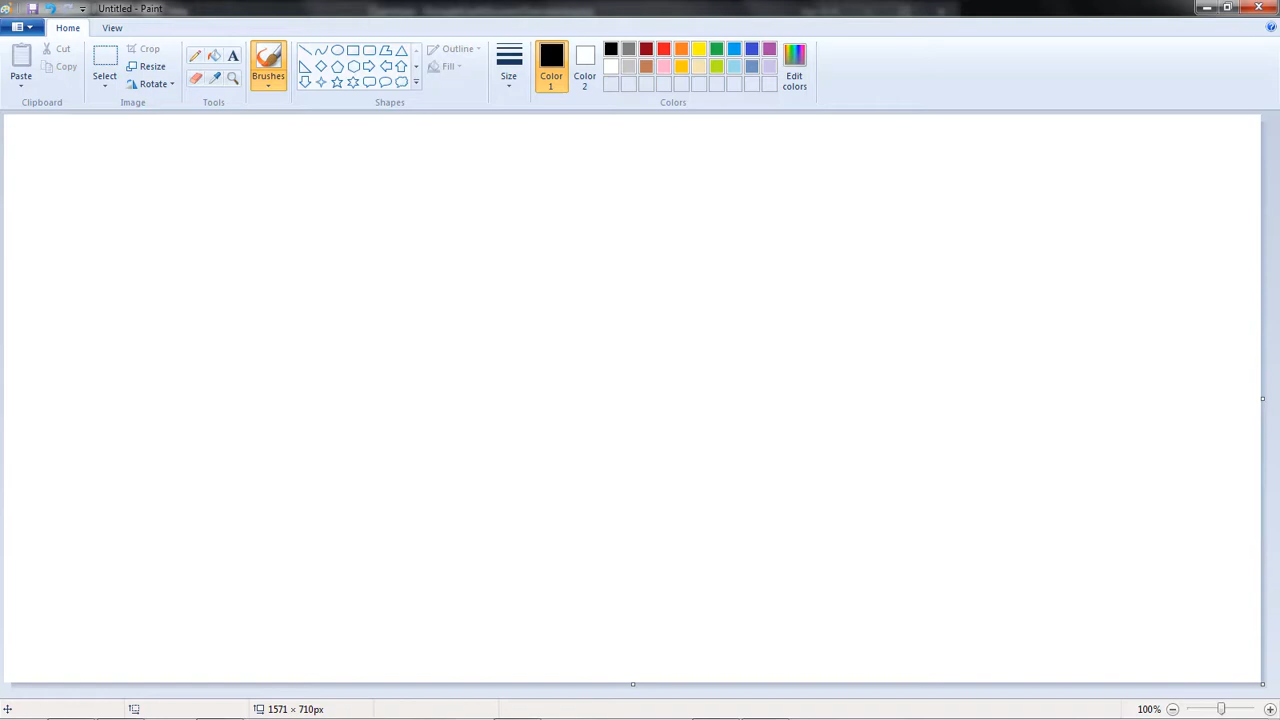 Untitled - Paint
Home View
Paste Cut Copy Clipboard
Select Crop Resize Rotate Image
A
Tools
Brushes
Outline
Fill
Shapes
Size
Color 1
Color 2
Edit colors
Colors
1571 × 710px 100%